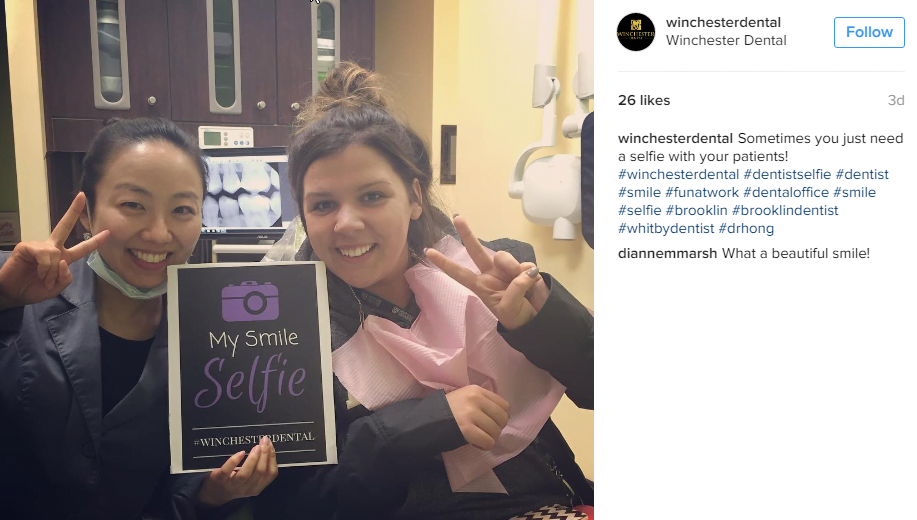 My Smile
Selfie
#WINCHESTERDENTAL
WINCHESTER
winchesterdental
Winchester Dental
Follow
26 likes
3d
winchesterdental Sometimes you just need
a selfie with your patients!
#winchesterdental #dentistselfie #dentist
#smile #funatwork #dentaloffice #smile
#selfie #brooklin #brooklindentist
#whitbydentist #drhong
diannemmarsh What a beautiful smile!